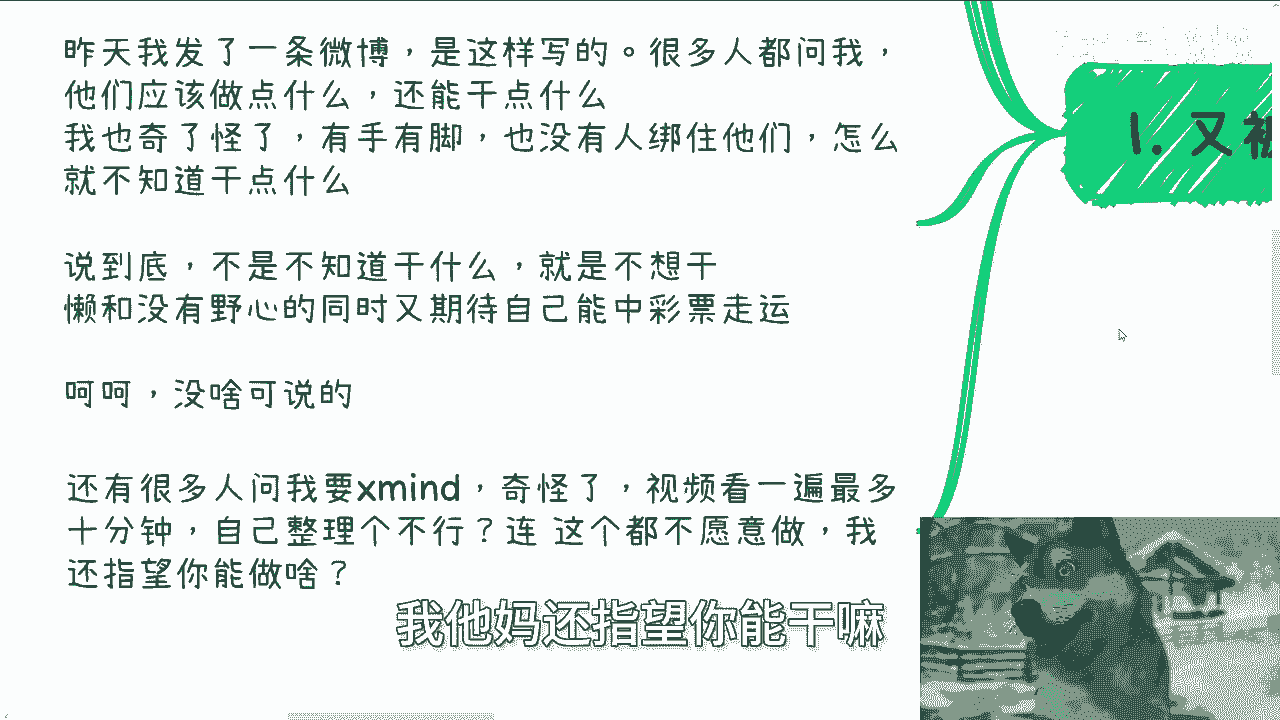 昨天我发了一条微博，是这样写的。很多人都问我，
他们应该做点什么，还能干点什么
我也奇了怪了，有手有脚，也没有人绑住他们，怎么
就不知道干点什么
说到底，不是不知道干什么，就是不想干
懒和没有野心的同时又期待自己能中彩票走运
呵呵，没啥可说的
还有很多人问我要xmind，奇怪了，视频看一遍最多
十分钟，自己整理个不行？连 这个都不愿意做，我
还指望你能做啥？
1. 又被
我他妈还指望你能干嘛